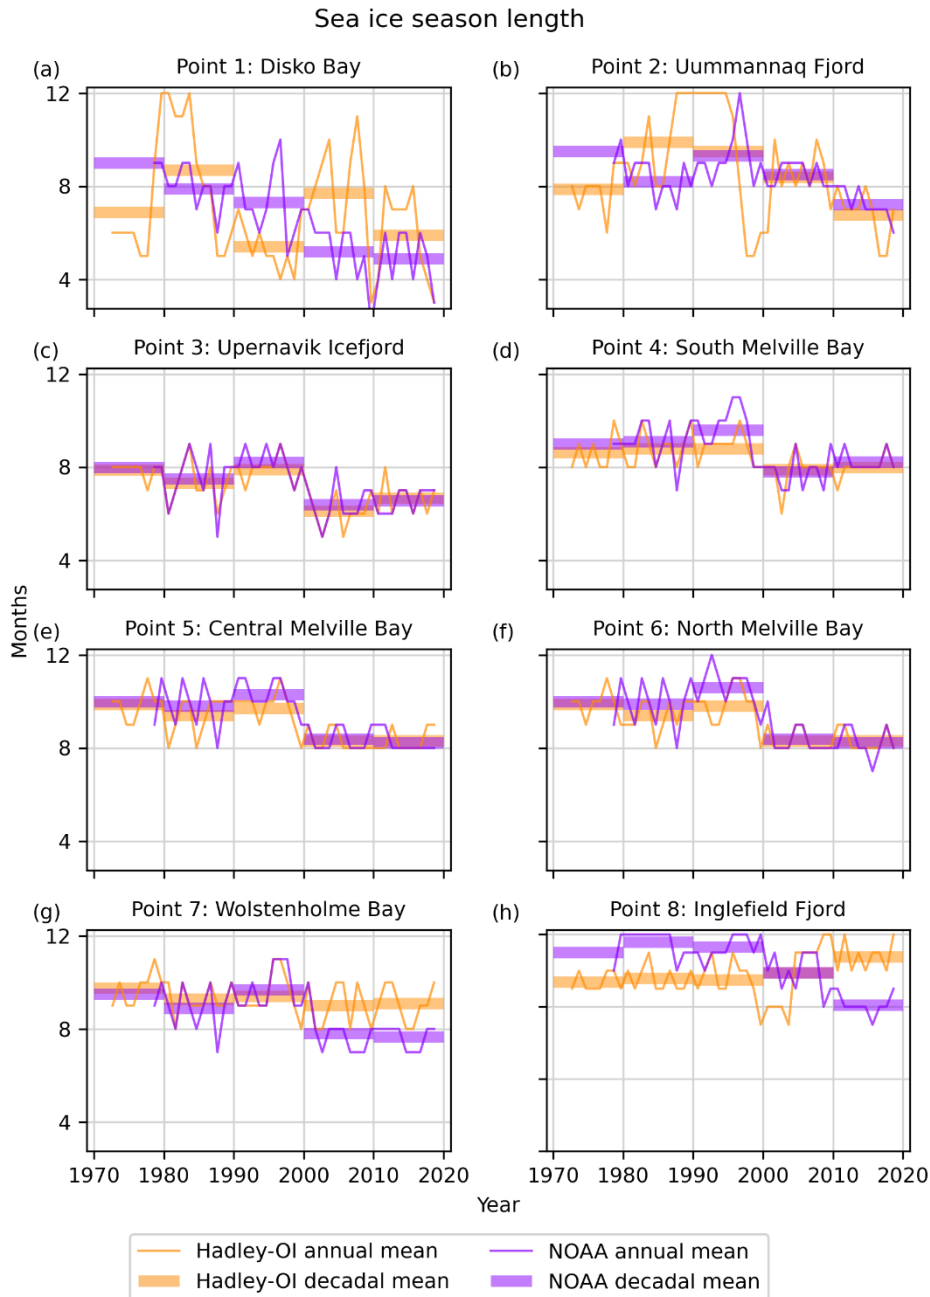 Sea ice season length
(a) Point 1: Disko Bay
(b) Point 2: Uummannaq Fjord
12
8
4
(c) Point 3: Upernavik Icefjord
(d) Point 4: South Melville Bay
12
8
4
Months
(e) Point 5: Central Melville Bay
(f) Point 6: North Melville Bay
12
8
4
(g) Point 7: Wolstenholme Bay
(h) Point 8: Inglefield Fjord
12
8
4
1970 1980 1990 2000 2010 2020
1970 1980 1990 2000 2010 2020
Year
Hadley-OI annual mean
Hadley-OI decadal mean
NOAA annual mean
NOAA decadal mean